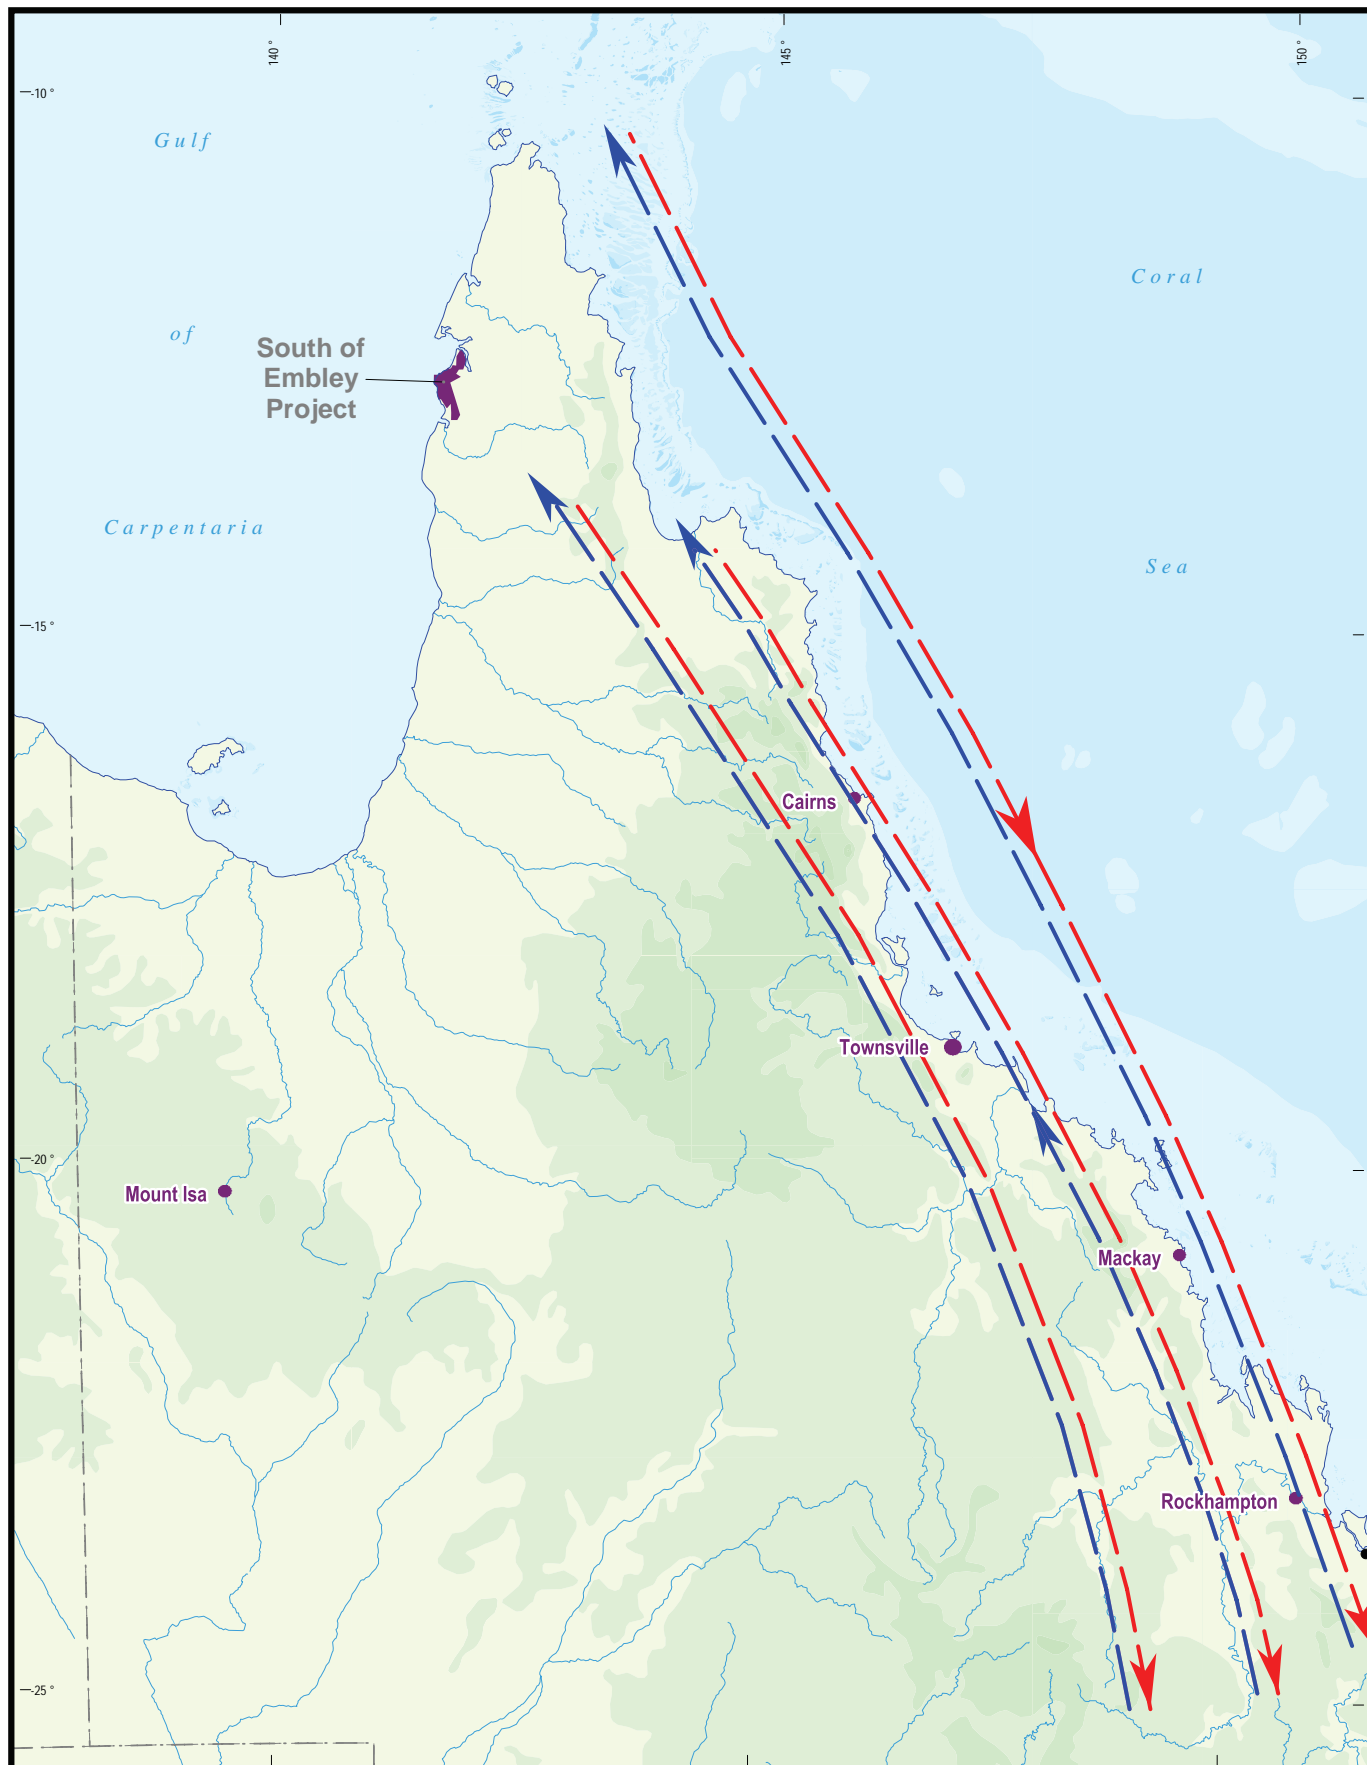 140 °
145 °
150 °
-10 °
Gulf
Coral
of
South of
Embley
Project
Carpentaria
Sea
-15 °
Cairns
Townsville
-20 °
Mount Isa
Mackay
Rockhampton
-25 °